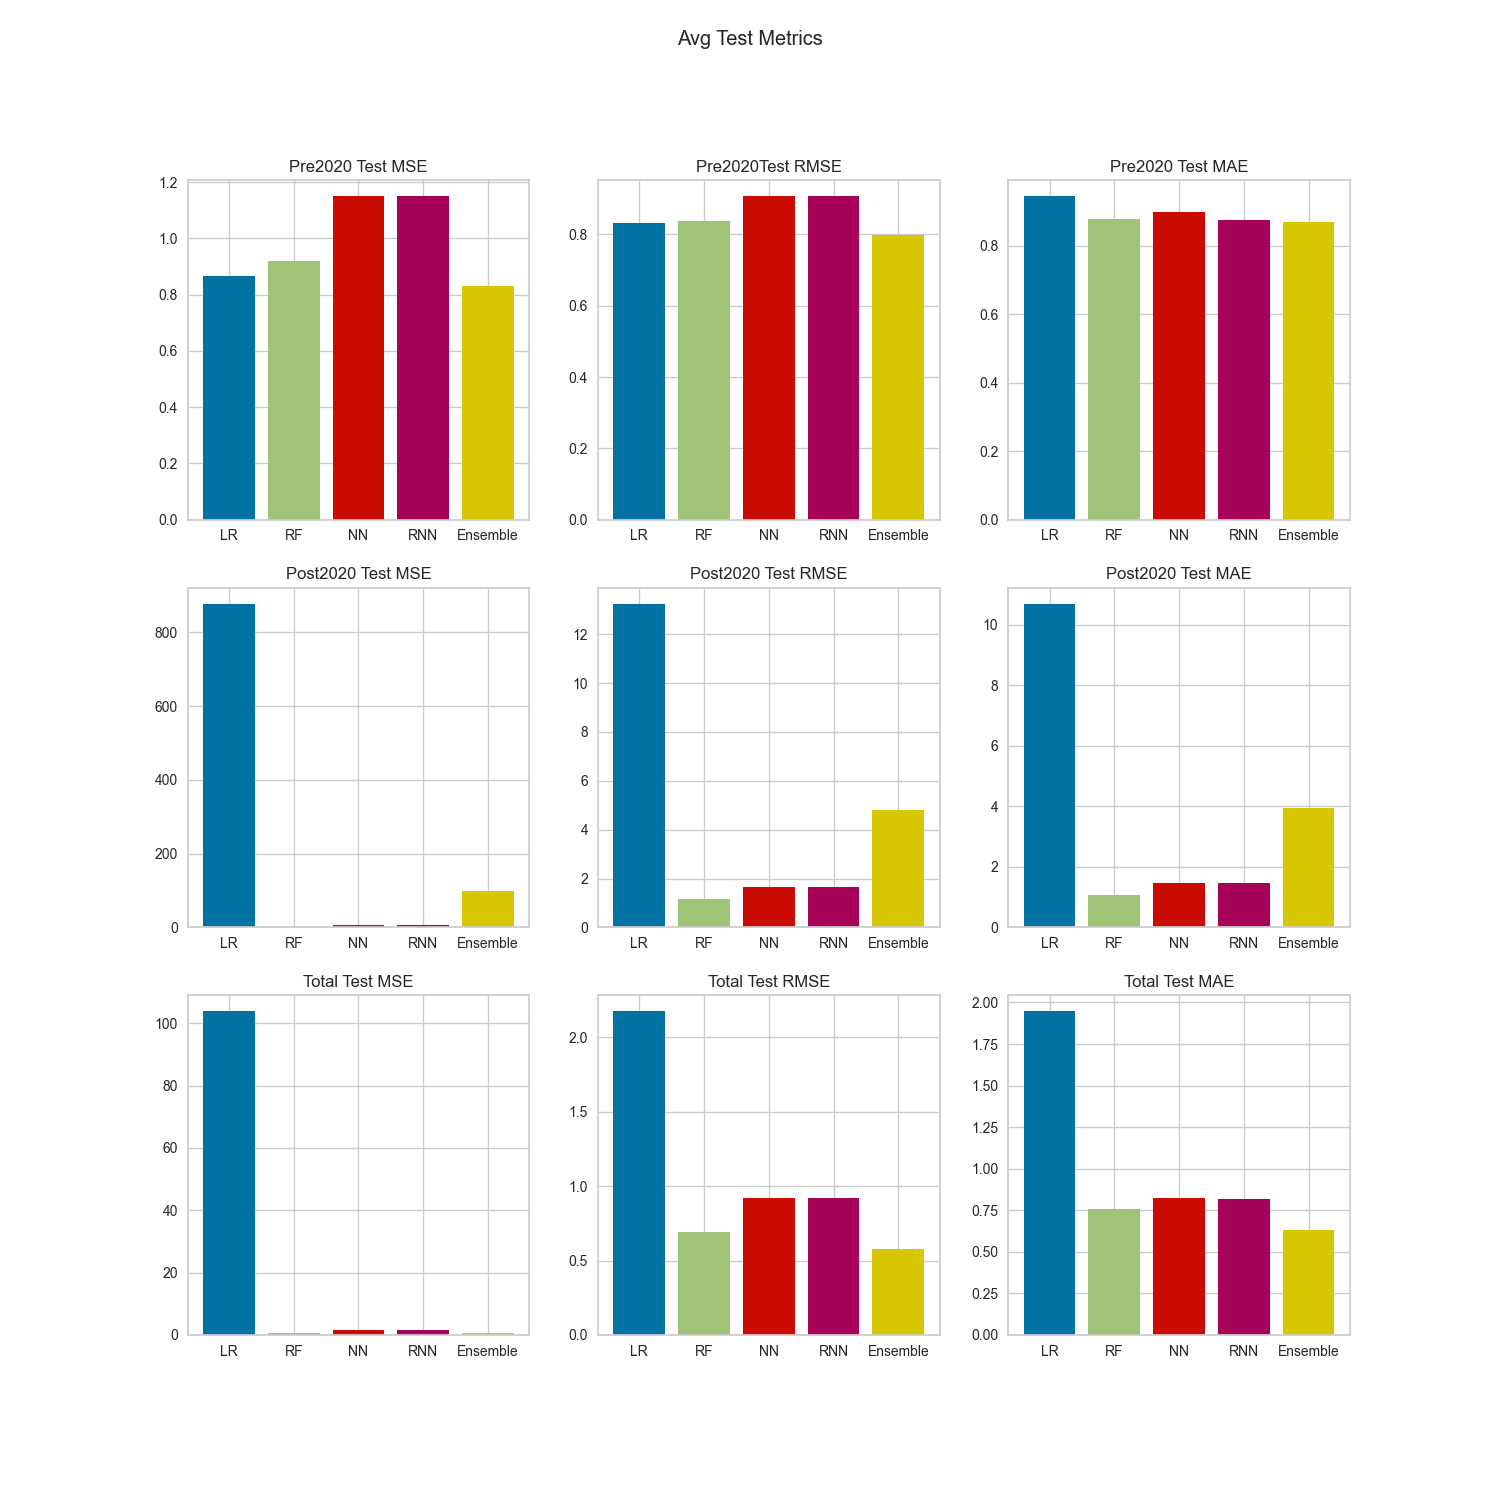 Avg Test Metrics
Pre2020 Test MSE
1.2
1.0
0.8
0.6
0.4
0.2
0.0
LR RF NN RNN Ensemble
Pre2020Test RMSE
0.8
0.6
0.4
0.2
0.0
LR RF NN RNN Ensemble
Pre2020 Test MAE
0.8
0.6
0.4
0.2
0.0
LR RF NN RNN Ensemble
Post2020 Test MSE
800
600
400
200
0
LR RF NN RNN Ensemble
Post2020 Test RMSE
12
10
8
6
4
2
0
LR RF NN RNN Ensemble
Post2020 Test MAE
10
8
6
4
2
0
LR RF NN RNN Ensemble
Total Test MSE
100
80
60
40
20
0
LR RF NN RNN Ensemble
Total Test RMSE
2.0
1.5
1.0
0.5
0.0
LR RF NN RNN Ensemble
Total Test MAE
2.00
1.75
1.50
1.25
1.00
0.75
0.50
0.25
0.00
LR RF NN RNN Ensemble